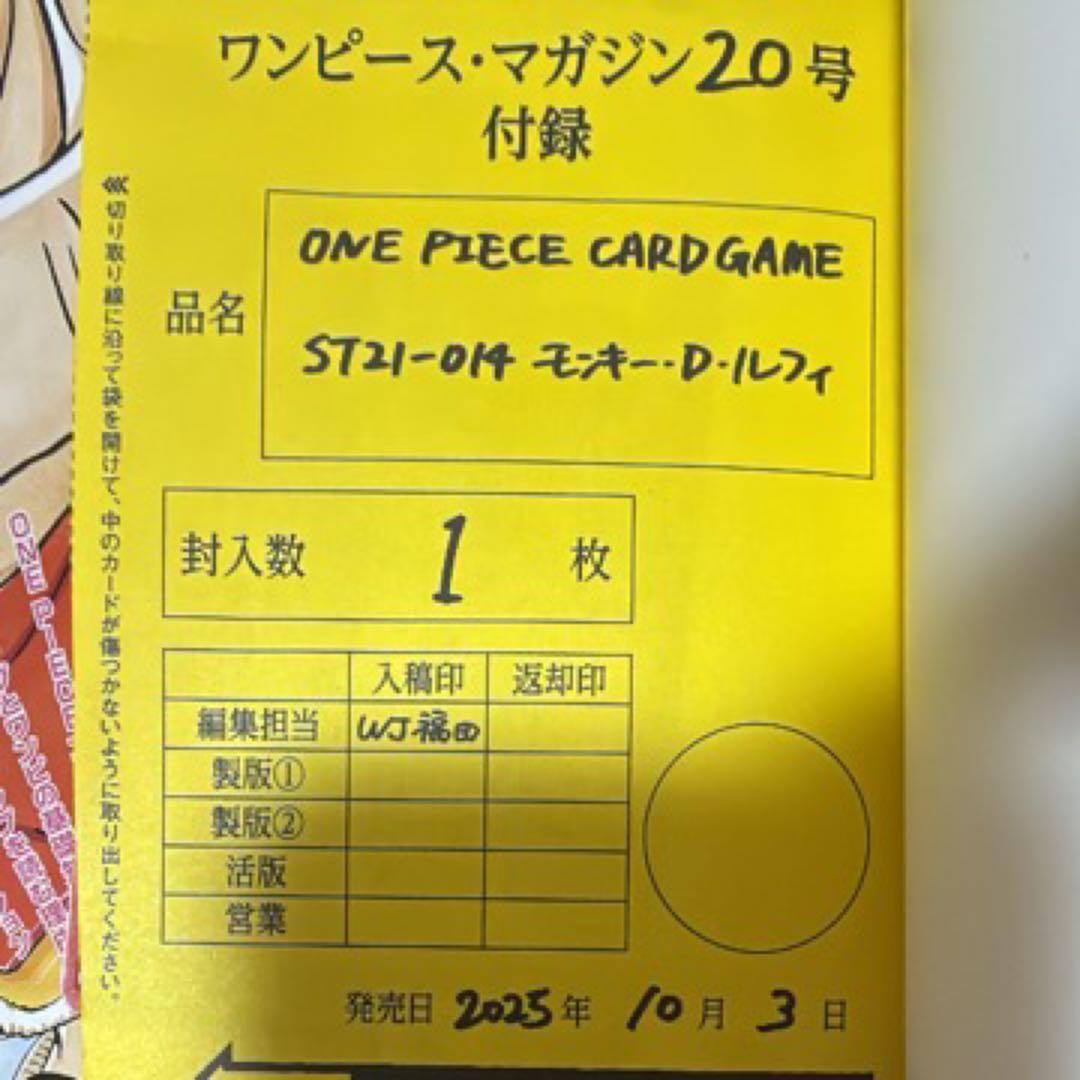 ワンピース・マガジン20号
付録
品名
ONE PIECE CARD GAME
ST21-014 モンキー・D・ルフィ
封入数 1 枚
入稿印 返却印
編集担当 WJ福田
製版①
製版②
活版
営業
発売日 2025年 10月 3日
⋘切り取り線に沿って袋を開けて、中のカードが傷つかないように取り出してください。